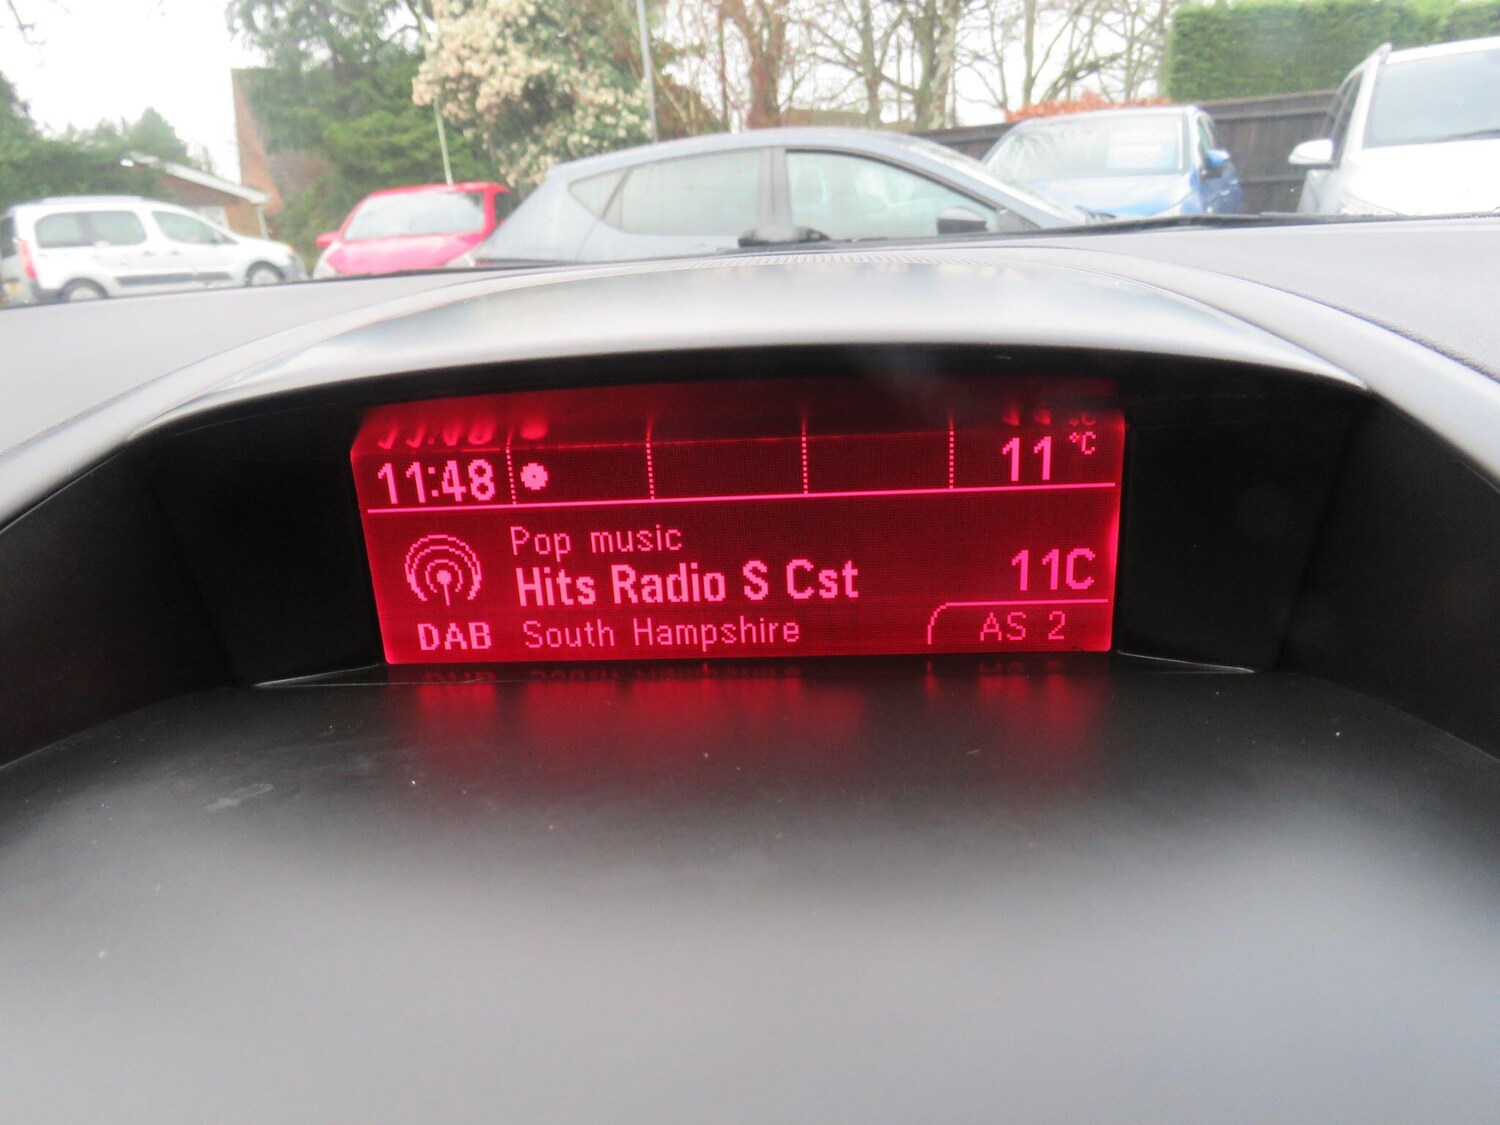 11:48 11 °C
Pop music
Hits Radio S Cst 11C
DAB South Hampshire AS 2